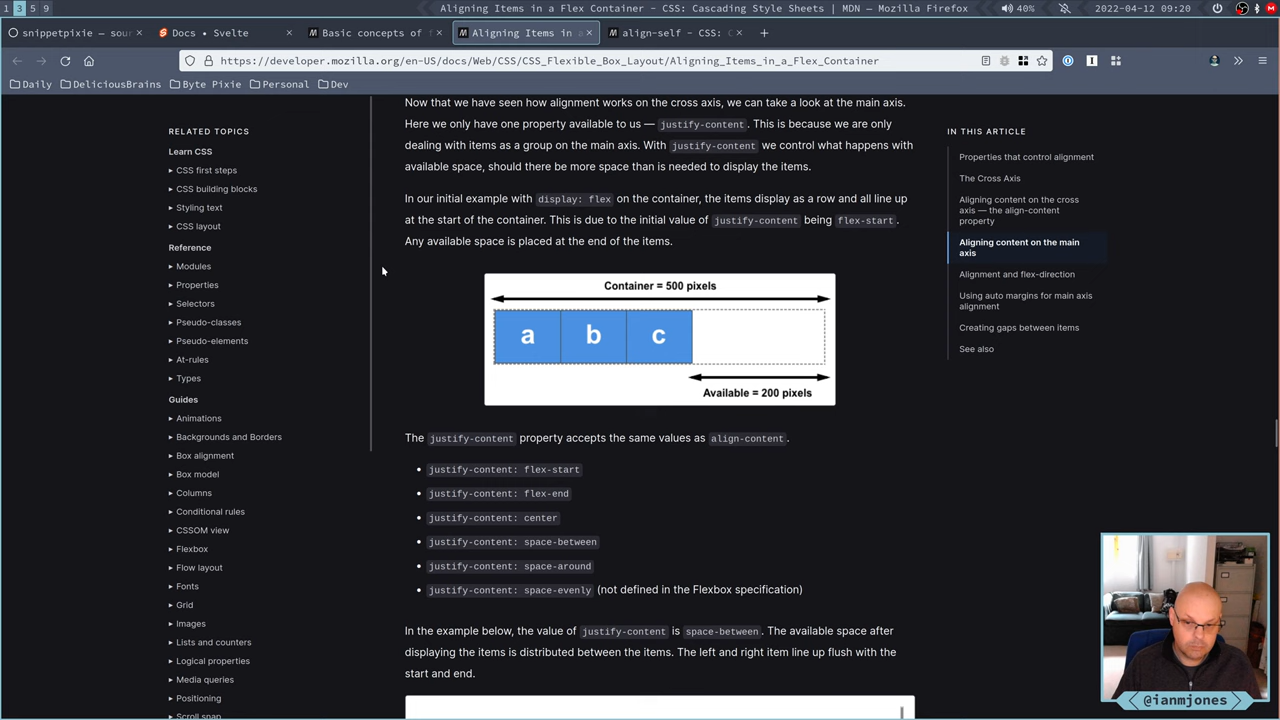 1 3 5 9
Aligning Items in a Flex Container - CSS: Cascading Style Sheets | MDN — Mozilla Firefox
40%
2022-04-12 09:20
snippetpixie — sour
Docs • Svelte
Basic concepts of f
Aligning Items in a
align-self - CSS: C
https://developer.mozilla.org/en-US/docs/Web/CSS/CSS_Flexible_Box_Layout/Aligning_Items_in_a_Flex_Container
Daily
DeliciousBrains
Byte Pixie
Personal
Dev
RELATED TOPICS
Learn CSS
CSS first steps
CSS building blocks
Styling text
CSS layout
Reference
Modules
Properties
Selectors
Pseudo-classes
Pseudo-elements
At-rules
Types
Guides
Animations
Backgrounds and Borders
Box alignment
Box model
Columns
Conditional rules
CSSOM view
Flexbox
Flow layout
Fonts
Grid
Images
Lists and counters
Logical properties
Media queries
Positioning
Scroll snap
Now that we have seen how alignment works on the cross axis, we can take a look at the main axis.
Here we only have one property available to us — justify-content. This is because we are only
dealing with items as a group on the main axis. With justify-content we control what happens with
available space, should there be more space than is needed to display the items.
In our initial example with display: flex on the container, the items display as a row and all line up
at the start of the container. This is due to the initial value of justify-content being flex-start.
Any available space is placed at the end of the items.
Container = 500 pixels
a b c
Available = 200 pixels
The justify-content property accepts the same values as align-content.
justify-content: flex-start
justify-content: flex-end
justify-content: center
justify-content: space-between
justify-content: space-around
justify-content: space-evenly (not defined in the Flexbox specification)
In the example below, the value of justify-content is space-between. The available space after
displaying the items is distributed between the items. The left and right item line up flush with the
start and end.
IN THIS ARTICLE
Properties that control alignment
The Cross Axis
Aligning content on the cross
axis — the align-content
property
Aligning content on the main
axis
Alignment and flex-direction
Using auto margins for main axis
alignment
Creating gaps between items
See also
@ianmjones